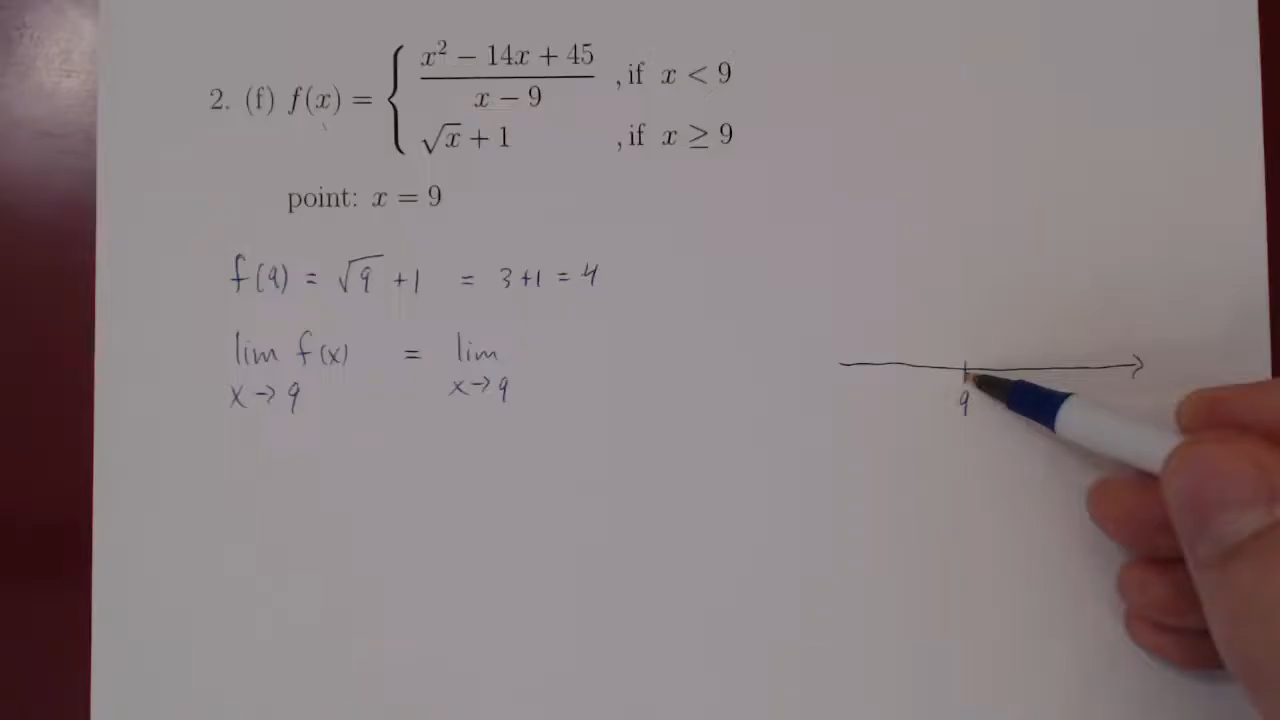 2. (f) f(x) = { x² − 14x + 45 / x − 9 , if x < 9
√x + 1 , if x ≥ 9
point: x = 9
f(9) = √9 + 1 = 3+1 = 4
lim f(x) = lim
x→9 x→9
9